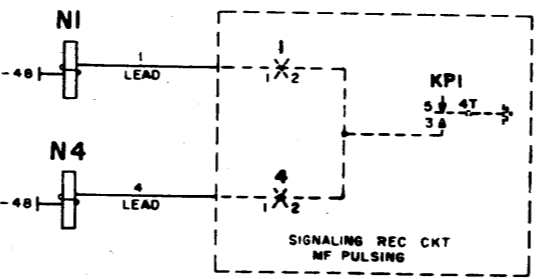 N1
-48
1
LEAD
1
1 2
KP1
5 4T
3
N4
-48
4
LEAD
4
1 2
SIGNALING REC CKT
MF PULSING